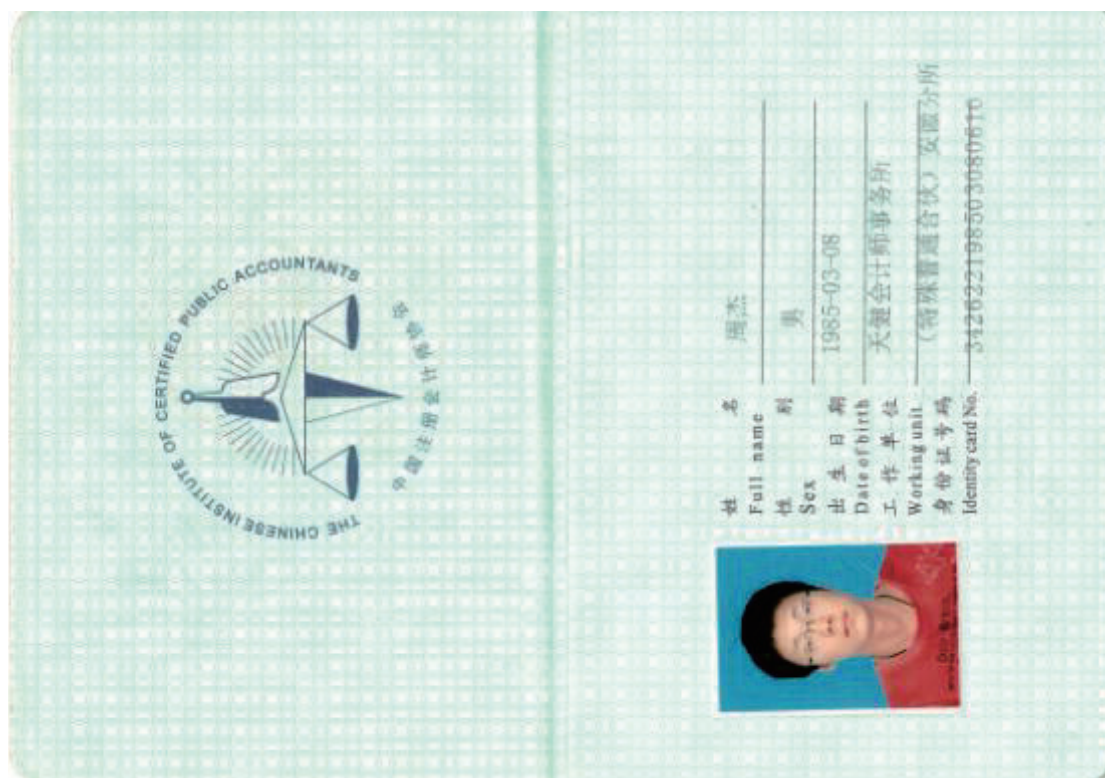 THE CHINESE INSTITUTE OF CERTIFIED PUBLIC ACCOUNTANTS
中国注册会计师协会
姓 名 周杰
Full name
性 别 男
Sex
出 生 日 期 1985-03-08
Date of birth
工 作 单 位 天健会计师事务所
Working unit (特殊普通合伙) 安徽分所
身 份 证 号 码
Identity card No. 342622198503080610